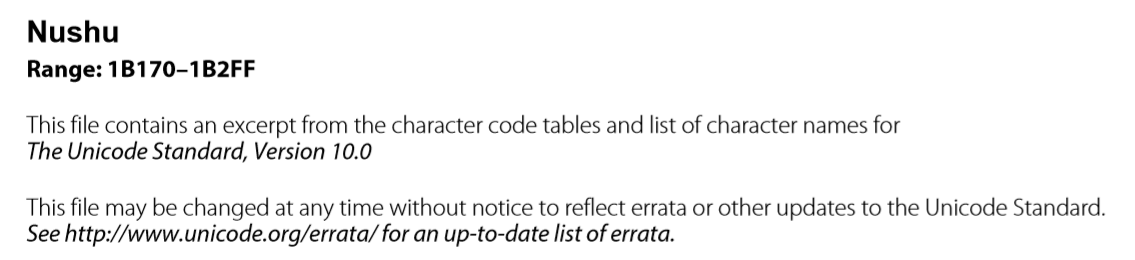 Nushu
Range: 1B170–1B2FF
This file contains an excerpt from the character code tables and list of character names for
The Unicode Standard, Version 10.0
This file may be changed at any time without notice to reflect errata or other updates to the Unicode Standard.
See http://www.unicode.org/errata/ for an up-to-date list of errata.